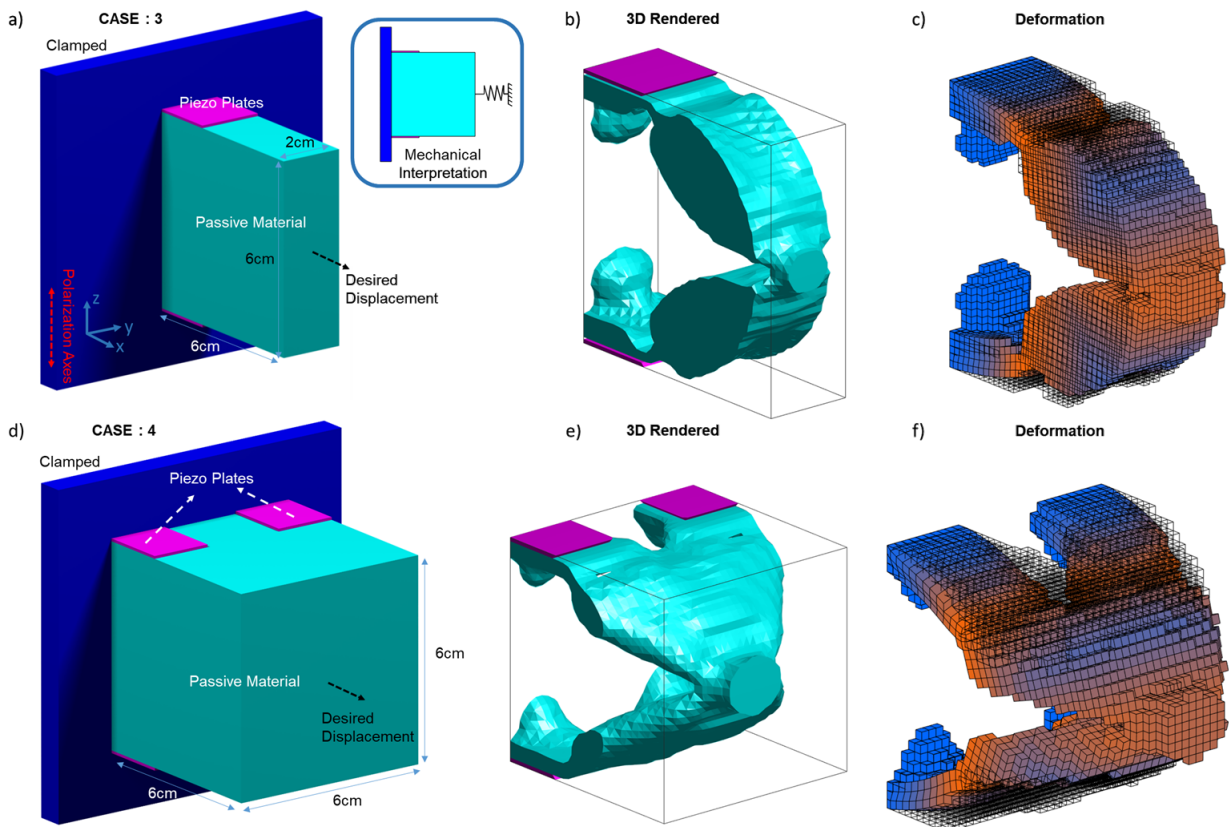 a)
CASE : 3
Clamped
Piezo Plates
2cm
Passive Material
6cm
Desired
Displacement
6cm
Polarization Axes
z
y
x
Mechanical
Interpretation
b)
3D Rendered
c)
Deformation
d)
CASE : 4
Clamped
Piezo Plates
Passive Material
6cm
Desired
Displacement
6cm
6cm
e)
3D Rendered
f)
Deformation